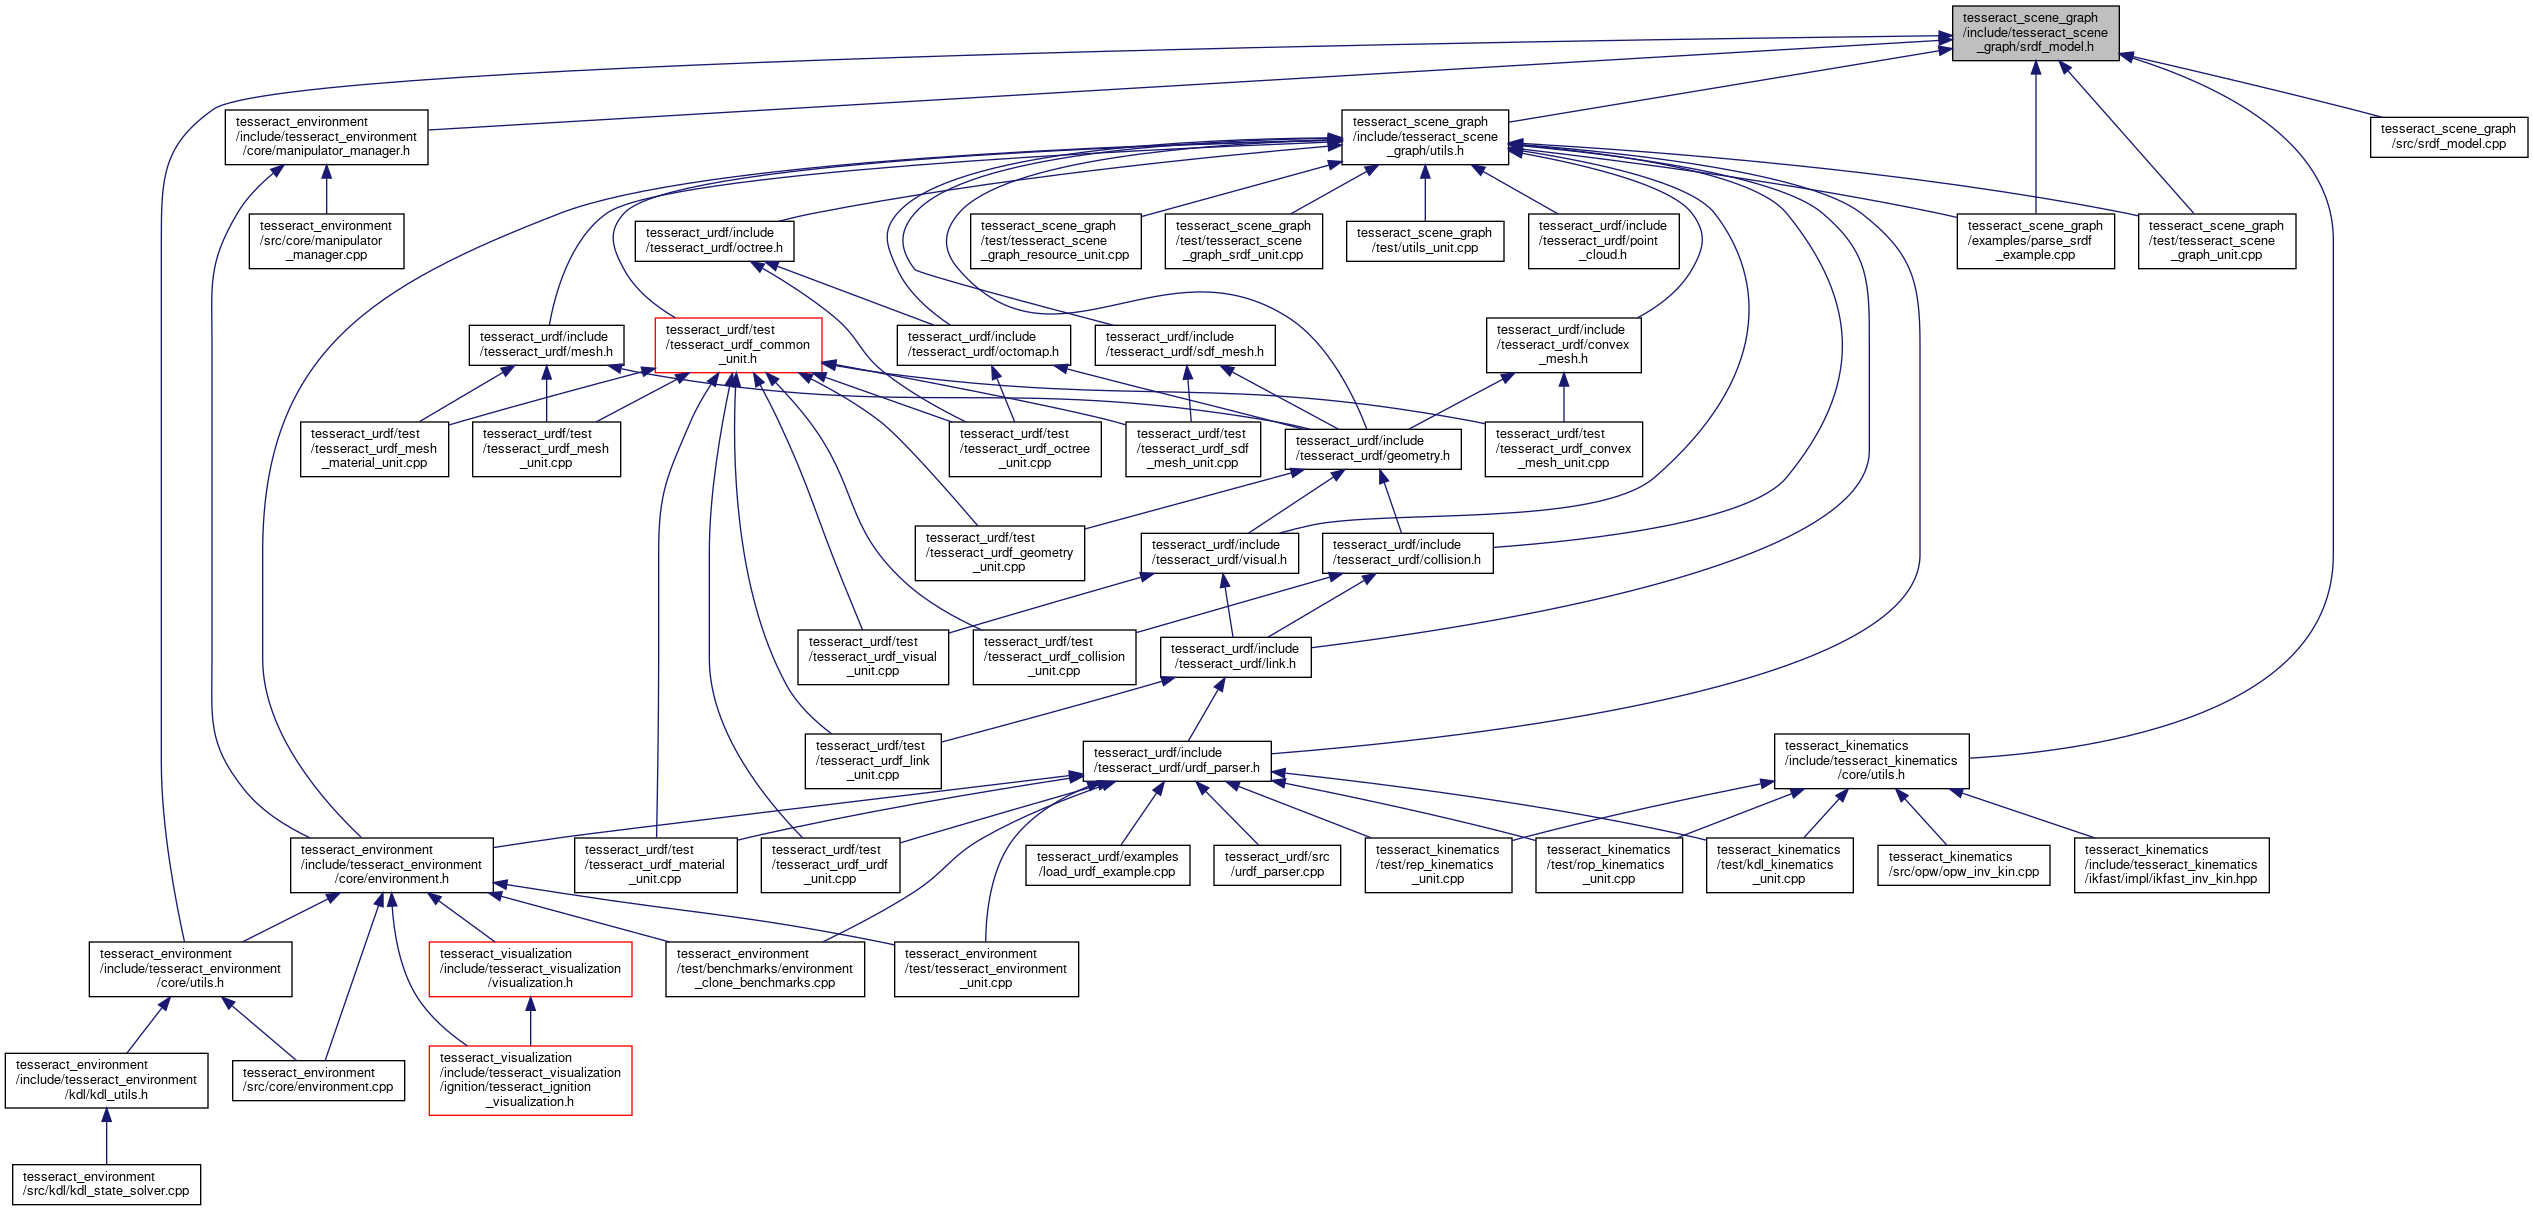 tesseract_scene_graph
/include/tesseract_scene
_graph/srdf_model.h
tesseract_environment
/include/tesseract_environment
/core/manipulator_manager.h
tesseract_scene_graph
/include/tesseract_scene
_graph/utils.h
tesseract_scene_graph
/src/srdf_model.cpp
tesseract_environment
/src/core/manipulator
_manager.cpp
tesseract_urdf/include
/tesseract_urdf/octree.h
tesseract_scene_graph
/test/tesseract_scene
_graph_resource_unit.cpp
tesseract_scene_graph
/test/tesseract_scene
_graph_srdf_unit.cpp
tesseract_scene_graph
/test/utils_unit.cpp
tesseract_urdf/include
/tesseract_urdf/point
_cloud.h
tesseract_scene_graph
/examples/parse_srdf
_example.cpp
tesseract_scene_graph
/test/tesseract_scene
_graph_unit.cpp
tesseract_urdf/include
/tesseract_urdf/mesh.h
tesseract_urdf/test
/tesseract_urdf_common
_unit.h
tesseract_urdf/include
/tesseract_urdf/octomap.h
tesseract_urdf/include
/tesseract_urdf/sdf_mesh.h
tesseract_urdf/include
/tesseract_urdf/convex
_mesh.h
tesseract_urdf/test
/tesseract_urdf_mesh
_material_unit.cpp
tesseract_urdf/test
/tesseract_urdf_mesh
_unit.cpp
tesseract_urdf/test
/tesseract_urdf_octree
_unit.cpp
tesseract_urdf/test
/tesseract_urdf_sdf
_mesh_unit.cpp
tesseract_urdf/include
/tesseract_urdf/geometry.h
tesseract_urdf/test
/tesseract_urdf_convex
_mesh_unit.cpp
tesseract_urdf/test
/tesseract_urdf_geometry
_unit.cpp
tesseract_urdf/include
/tesseract_urdf/visual.h
tesseract_urdf/include
/tesseract_urdf/collision.h
tesseract_urdf/test
/tesseract_urdf_visual
_unit.cpp
tesseract_urdf/test
/tesseract_urdf_collision
_unit.cpp
tesseract_urdf/include
/tesseract_urdf/link.h
tesseract_urdf/test
/tesseract_urdf_link
_unit.cpp
tesseract_urdf/include
/tesseract_urdf/urdf_parser.h
tesseract_kinematics
/include/tesseract_kinematics
/core/utils.h
tesseract_environment
/include/tesseract_environment
/core/environment.h
tesseract_urdf/test
/tesseract_urdf_material
_unit.cpp
tesseract_urdf/test
/tesseract_urdf_urdf
_unit.cpp
tesseract_urdf/examples
/load_urdf_example.cpp
tesseract_urdf/src
/urdf_parser.cpp
tesseract_kinematics
/test/rep_kinematics
_unit.cpp
tesseract_kinematics
/test/rop_kinematics
_unit.cpp
tesseract_kinematics
/test/kdl_kinematics
_unit.cpp
tesseract_kinematics
/src/opw/opw_inv_kin.cpp
tesseract_kinematics
/include/tesseract_kinematics
/ikfast/impl/ikfast_inv_kin.hpp
tesseract_environment
/include/tesseract_environment
/core/utils.h
tesseract_visualization
/include/tesseract_visualization
/visualization.h
tesseract_environment
/test/benchmarks/environment
_clone_benchmarks.cpp
tesseract_environment
/test/tesseract_environment
_unit.cpp
tesseract_environment
/include/tesseract_environment
/kdl/kdl_utils.h
tesseract_environment
/src/core/environment.cpp
tesseract_visualization
/include/tesseract_visualization
/ignition/tesseract_ignition
_visualization.h
tesseract_environment
/src/kdl/kdl_state_solver.cpp